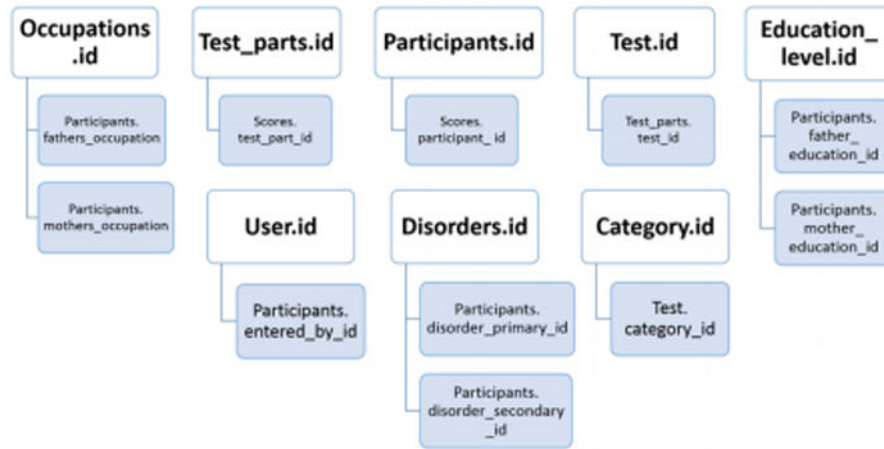 Occupations
.id
Participants.
fathers_occupation
Participants.
mothers_occupation
Test_parts.id
Scores.
test_part_id
Participants.id
Scores.
participant_ id
Test.id
Test_parts.
test_id
Education_
level.id
Participants.
father_
education_id
Participants.
mother_
education_id
User.id
Participants.
entered_by_id
Disorders.id
Participants.
disorder_primary_id
Participants.
disorder_secondary
_id
Category.id
Test.
category_id